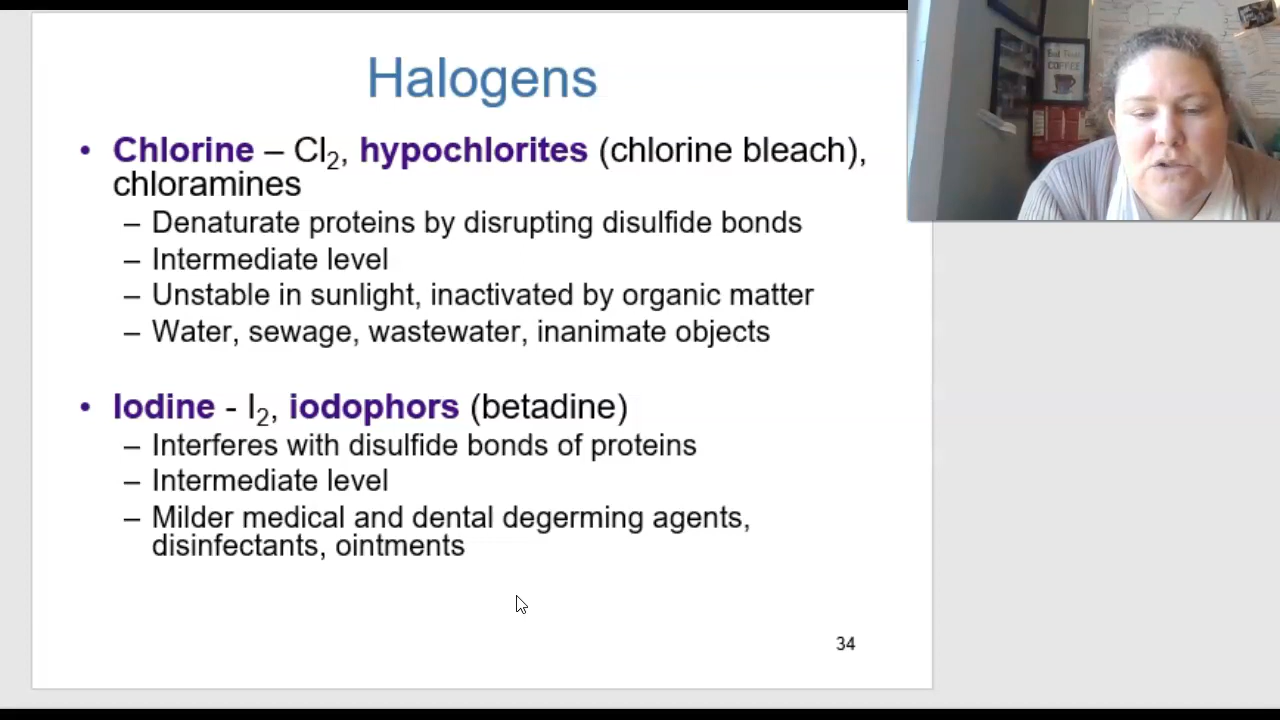 Halogens
• Chlorine – Cl2, hypochlorites (chlorine bleach),
chloramines
– Denaturate proteins by disrupting disulfide bonds
– Intermediate level
– Unstable in sunlight, inactivated by organic matter
– Water, sewage, wastewater, inanimate objects
• Iodine - I2, iodophors (betadine)
– Interferes with disulfide bonds of proteins
– Intermediate level
– Milder medical and dental degerming agents,
disinfectants, ointments
34
COFFEE